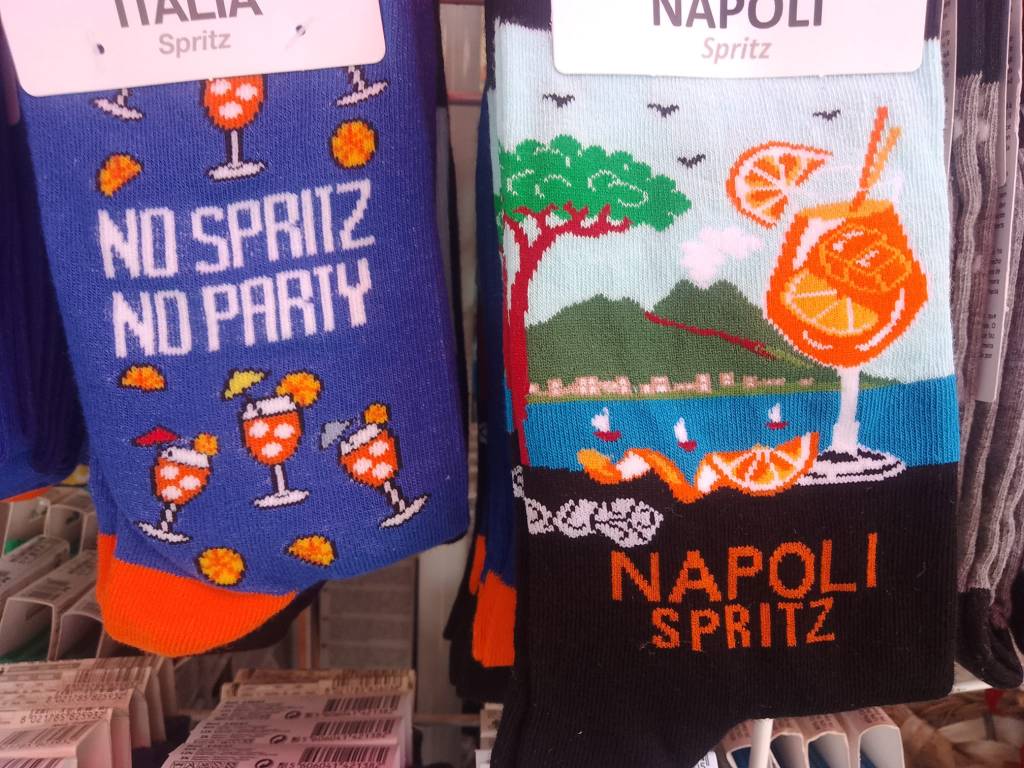 ITALIA
Spritz
NO SPRITZ
NO PARTY
NAPOLI
Spritz
NAPOLI
SPRITZ